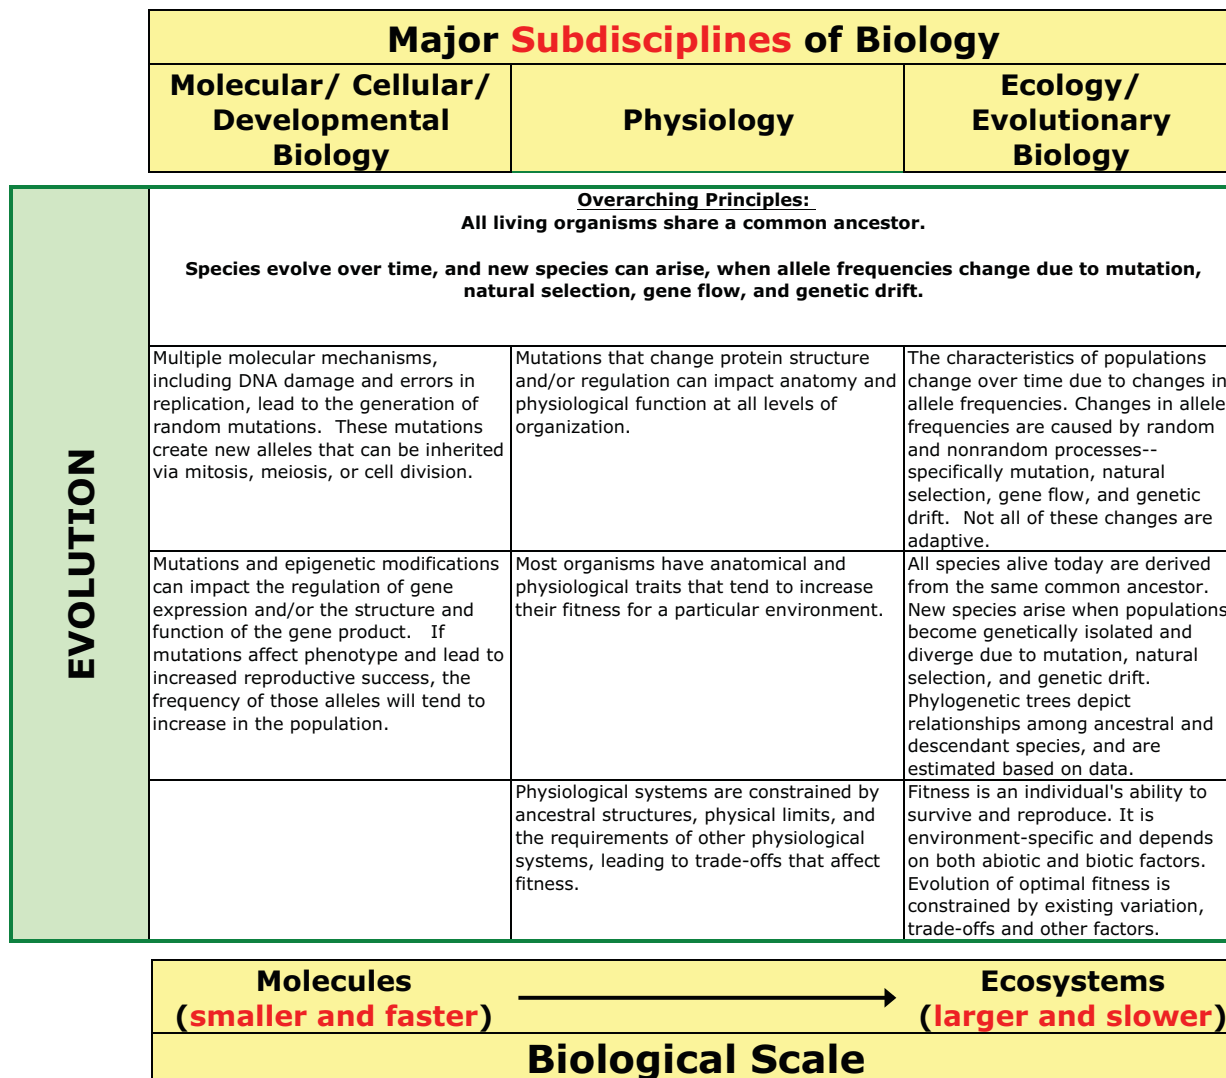 Major Subdisciplines of Biology
Molecular/ Cellular/
Developmental
Biology
Physiology
Ecology/
Evolutionary
Biology
EVOLUTION
Overarching Principles:
All living organisms share a common ancestor.
Species evolve over time, and new species can arise, when allele frequencies change due to mutation,
natural selection, gene flow, and genetic drift.
Multiple molecular mechanisms,
including DNA damage and errors in
replication, lead to the generation of
random mutations.  These mutations
create new alleles that can be inherited
via mitosis, meiosis, or cell division.
Mutations that change protein structure
and/or regulation can impact anatomy and
physiological function at all levels of
organization.
The characteristics of populations
change over time due to changes in
allele frequencies. Changes in allele
frequencies are caused by random
and nonrandom processes--
specifically mutation, natural
selection, gene flow, and genetic
drift.  Not all of these changes are
adaptive.
Mutations and epigenetic modifications
can impact the regulation of gene
expression and/or the structure and
function of the gene product.   If
mutations affect phenotype and lead to
increased reproductive success, the
frequency of those alleles will tend to
increase in the population.
Most organisms have anatomical and
physiological traits that tend to increase
their fitness for a particular environment.
All species alive today are derived
from the same common ancestor.
New species arise when populations
become genetically isolated and
diverge due to mutation, natural
selection, and genetic drift.
Phylogenetic trees depict
relationships among ancestral and
descendant species, and are
estimated based on data.
Physiological systems are constrained by
ancestral structures, physical limits, and
the requirements of other physiological
systems, leading to trade-offs that affect
fitness.
Fitness is an individual's ability to
survive and reproduce. It is
environment-specific and depends
on both abiotic and biotic factors.
Evolution of optimal fitness is
constrained by existing variation,
trade-offs and other factors.
Molecules
(smaller and faster)
Ecosystems
(larger and slower)
Biological Scale